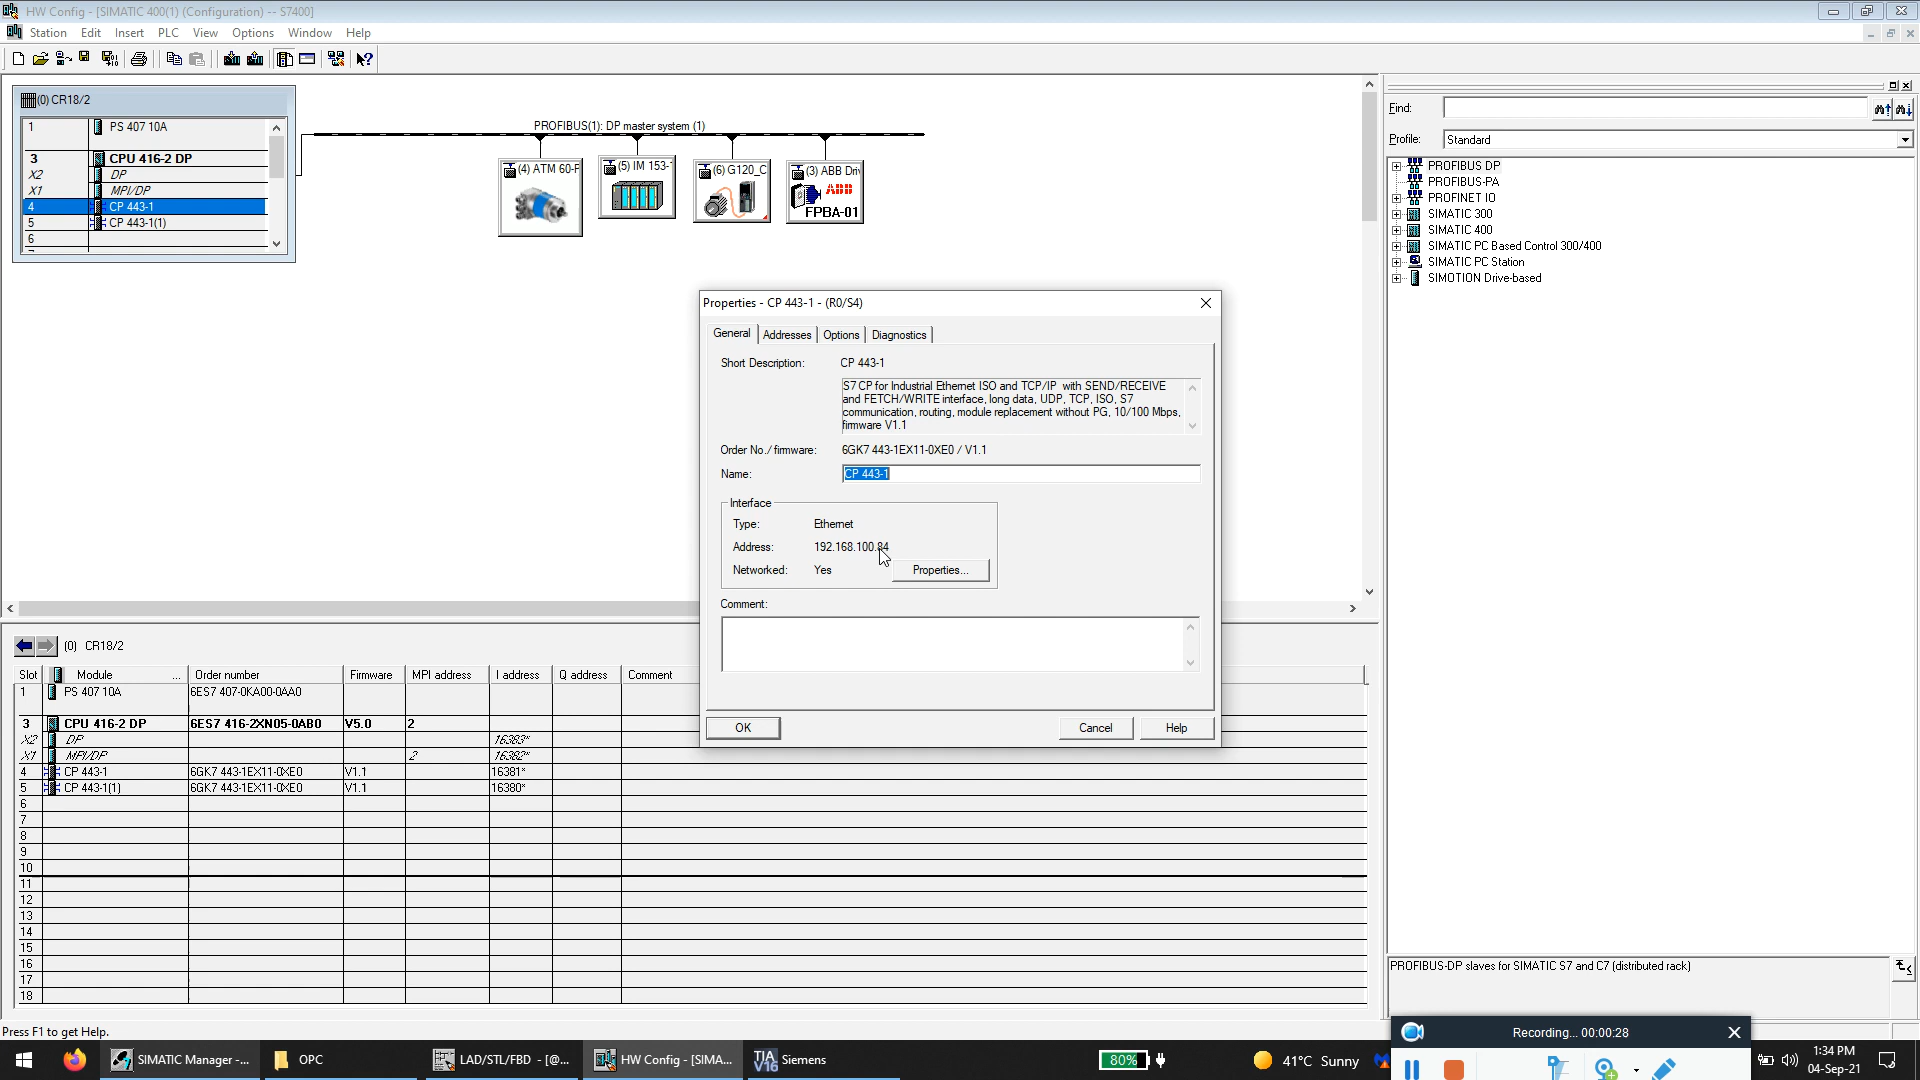 HW Config - [SIMATIC 400(1) (Configuration) -- S7400]
Station Edit Insert PLC View Options Window Help
(0) CR18/2
1 PS 407 10A
3 CPU 416-2 DP
X2 DP
X1 MPI/DP
4 CP 443-1
5 CP 443-1(1)
6
PROFIBUS(1): DP master system (1)
(4) ATM 60-P
(5) IM 153-
(6) G120_C
(3) ABB Driv
ABB
FPBA-01
Find:
Profile: Standard
PROFIBUS DP
PROFIBUS-PA
PROFINET IO
SIMATIC 300
SIMATIC 400
SIMATIC PC Based Control 300/400
SIMATIC PC Station
SIMOTION Drive-based
Properties - CP 443-1 - (R0/S4)
General Addresses Options Diagnostics
Short Description: CP 443-1
S7 CP for Industrial Ethernet ISO and TCP/IP with SEND/RECEIVE
and FETCH/WRITE interface, long data, UDP, TCP, ISO, S7
communication, routing, module replacement without PG, 10/100 Mbps,
firmware V1.1
Order No./ firmware: 6GK7 443-1EX11-0XE0 / V1.1
Name: CP 443-1
Interface
Type: Ethernet
Address: 192.168.100.84
Networked: Yes Properties...
Comment:
OK Cancel Help
(0) CR18/2
Slot Module ... Order number Firmware MPI address I address Q address Comment
1 PS 407 10A 6ES7 407-0KA00-0AA0
3 CPU 416-2 DP 6ES7 416-2XN05-0AB0 V5.0 2
X2 DP 16383*
X1 MPI/DP 2 16382*
4 CP 443-1 6GK7 443-1EX11-0XE0 V1.1 16381*
5 CP 443-1(1) 6GK7 443-1EX11-0XE0 V1.1 16380*
6
7
8
9
10
11
12
13
14
15
16
17
18
PROFIBUS-DP slaves for SIMATIC S7 and C7 (distributed rack)
Press F1 to get Help.
Recording... 00:00:28
SIMATIC Manager -... OPC LAD/STL/FBD - [@... HW Config - [SIMA... TIA V16 Siemens
80%
41°C Sunny
1:34 PM
04-Sep-21